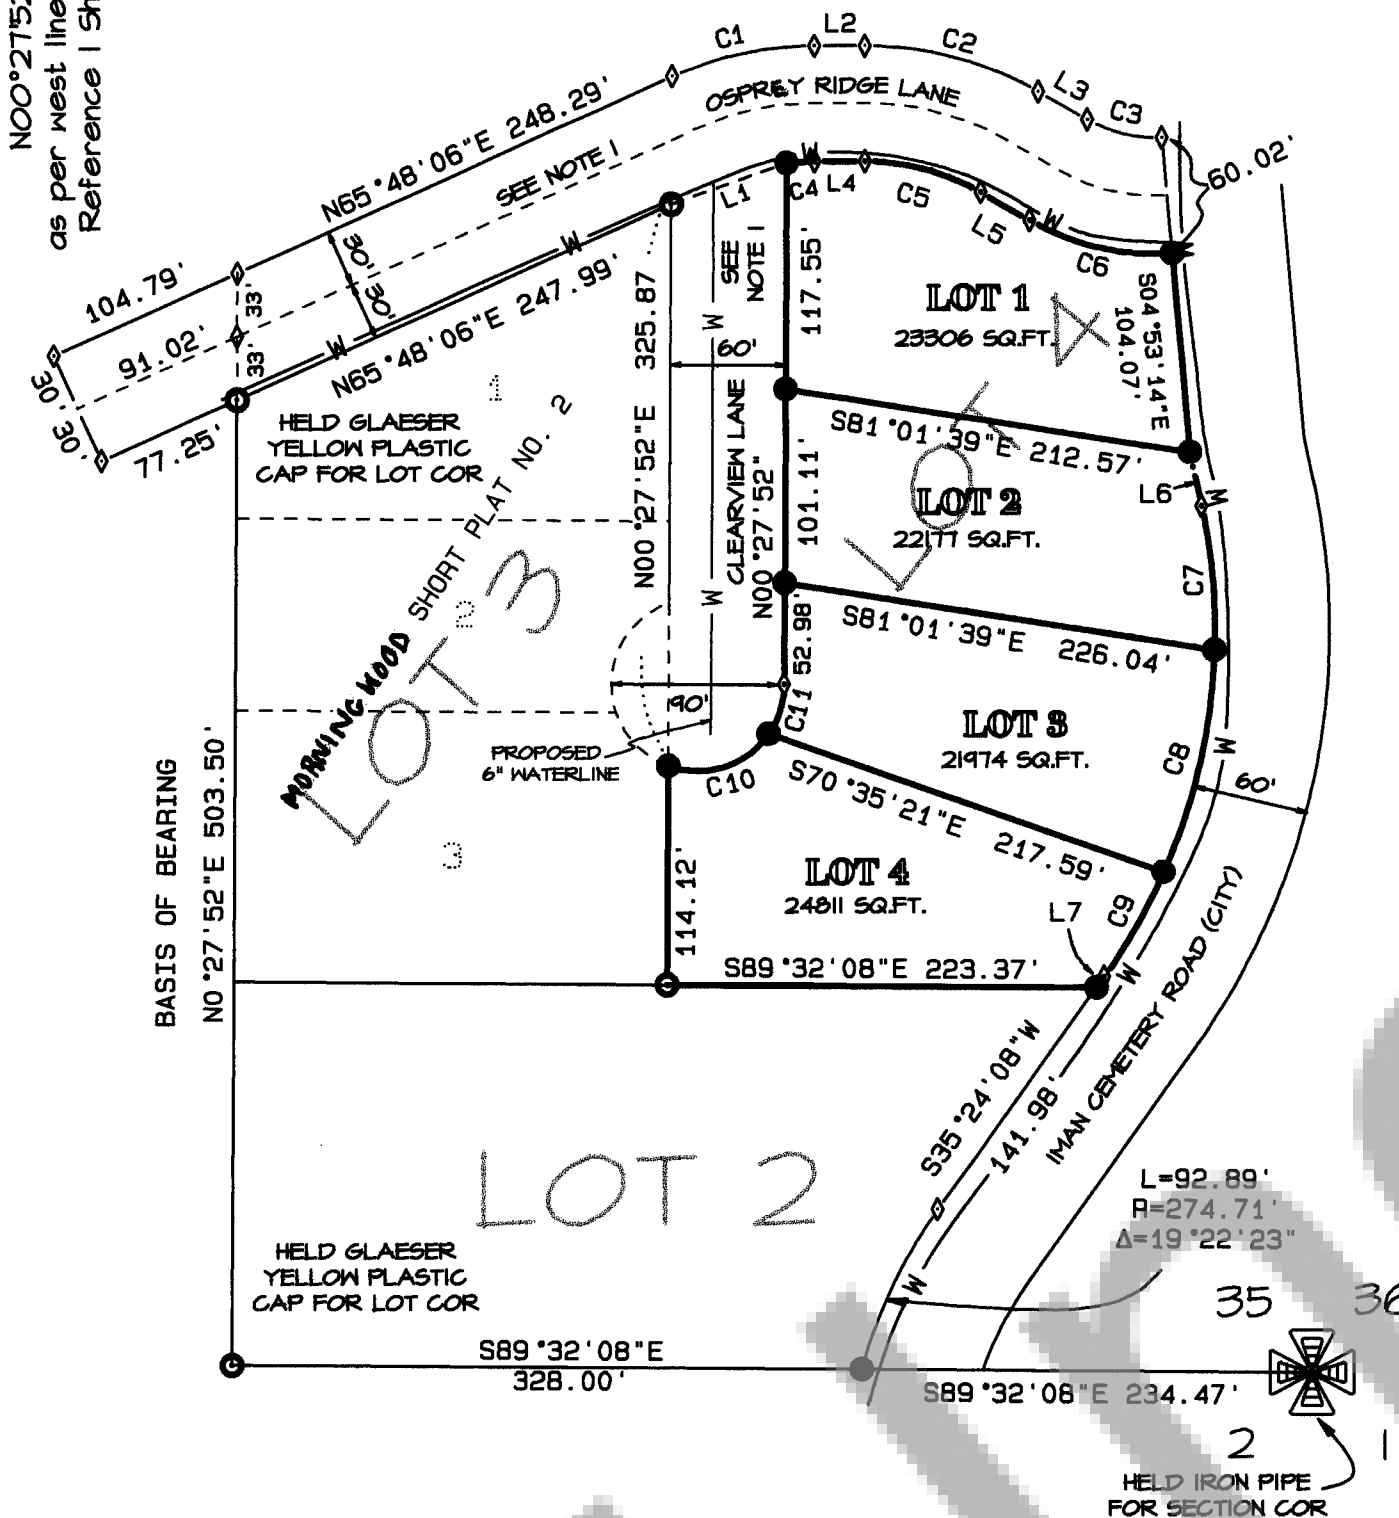 N00°27'52
as per west line
Reference 1 Sh
C1
L2
C2
L3
C3
OSPREY RIDGE LANE
60.02'
N65°48'06"E 248.29'
SEE NOTE 1
104.79'
91.02'
77.25'
30'
30'
33'
33'
30'
30'
W
W
W
W
N65°48'06"E 247.99'
L1
C4
L4
C5
L5
C6
SEE
NOTE 1
325.87
N00°27'52"E
117.55'
LOT 1
23306 SQ.FT.
S04°53'14"E
104.07'
60'
M
M
CLEARVIEW LANE
N00°27'52"
101.11'
S81°01'39"E 212.57'
LOT 2
22177 SQ.FT.
LOT 4
L6
W
C7
S81°01'39"E 226.04'
52.98'
C11
90'
LOT 3
21974 SQ.FT.
C8
W
60'
HELD GLAESER
YELLOW PLASTIC
CAP FOR LOT COR
1
2
3
MORNING WOOD SHORT PLAT NO. 2
LOT 3
PROPOSED
6" WATERLINE
C10
S70°35'21"E 217.59'
LOT 4
24811 SQ.FT.
114.12'
C9
L7
W
S89°32'08"E 223.37'
BASIS OF BEARING
N0°27'52"E 503.50'
IMAN CEMETERY ROAD (CITY)
S35°24'08"W
141.98'
LOT 2
L=92.89'
R=274.71'
Δ=19°22'23"
W
HELD GLAESER
YELLOW PLASTIC
CAP FOR LOT COR
35
36
S89°32'08"E
328.00'
S89°32'08"E 234.47'
2
1
HELD IRON PIPE
FOR SECTION COR